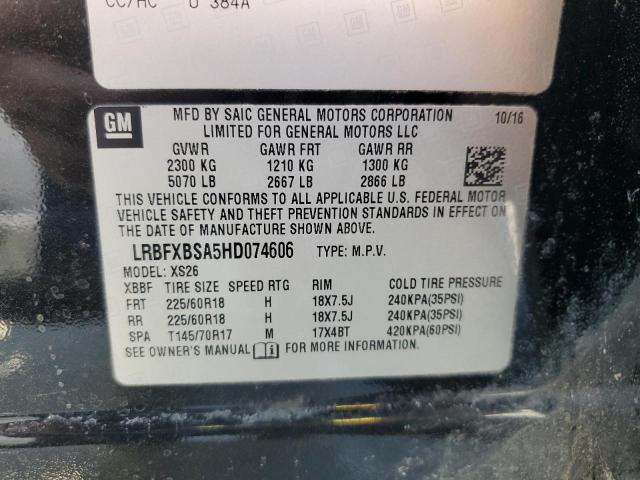 CC/HC U 384A
GM
MFD BY SAIC GENERAL MOTORS CORPORATION 10/16
LIMITED FOR GENERAL MOTORS LLC
GVWR GAWR FRT GAWR RR
2300 KG 1210 KG 1300 KG
5070 LB 2667 LB 2866 LB
THIS VEHICLE CONFORMS TO ALL APPLICABLE U.S. FEDERAL MOTOR
VEHICLE SAFETY AND THEFT PREVENTION STANDARDS IN EFFECT ON
THE DATE OF MANUFACTURE SHOWN ABOVE.
LRBFXBSA5HD074606 TYPE: M.P.V.
MODEL: XS26
XBBF TIRE SIZE SPEED RTG RIM COLD TIRE PRESSURE
FRT 225/60R18 H 18X7.5J 240KPA(35PSI)
RR 225/60R18 H 18X7.5J 240KPA(35PSI)
SPA T145/70R17 M 17X4BT 420KPA(60PSI)
SEE OWNER'S MANUAL i FOR MORE INFORMATION.